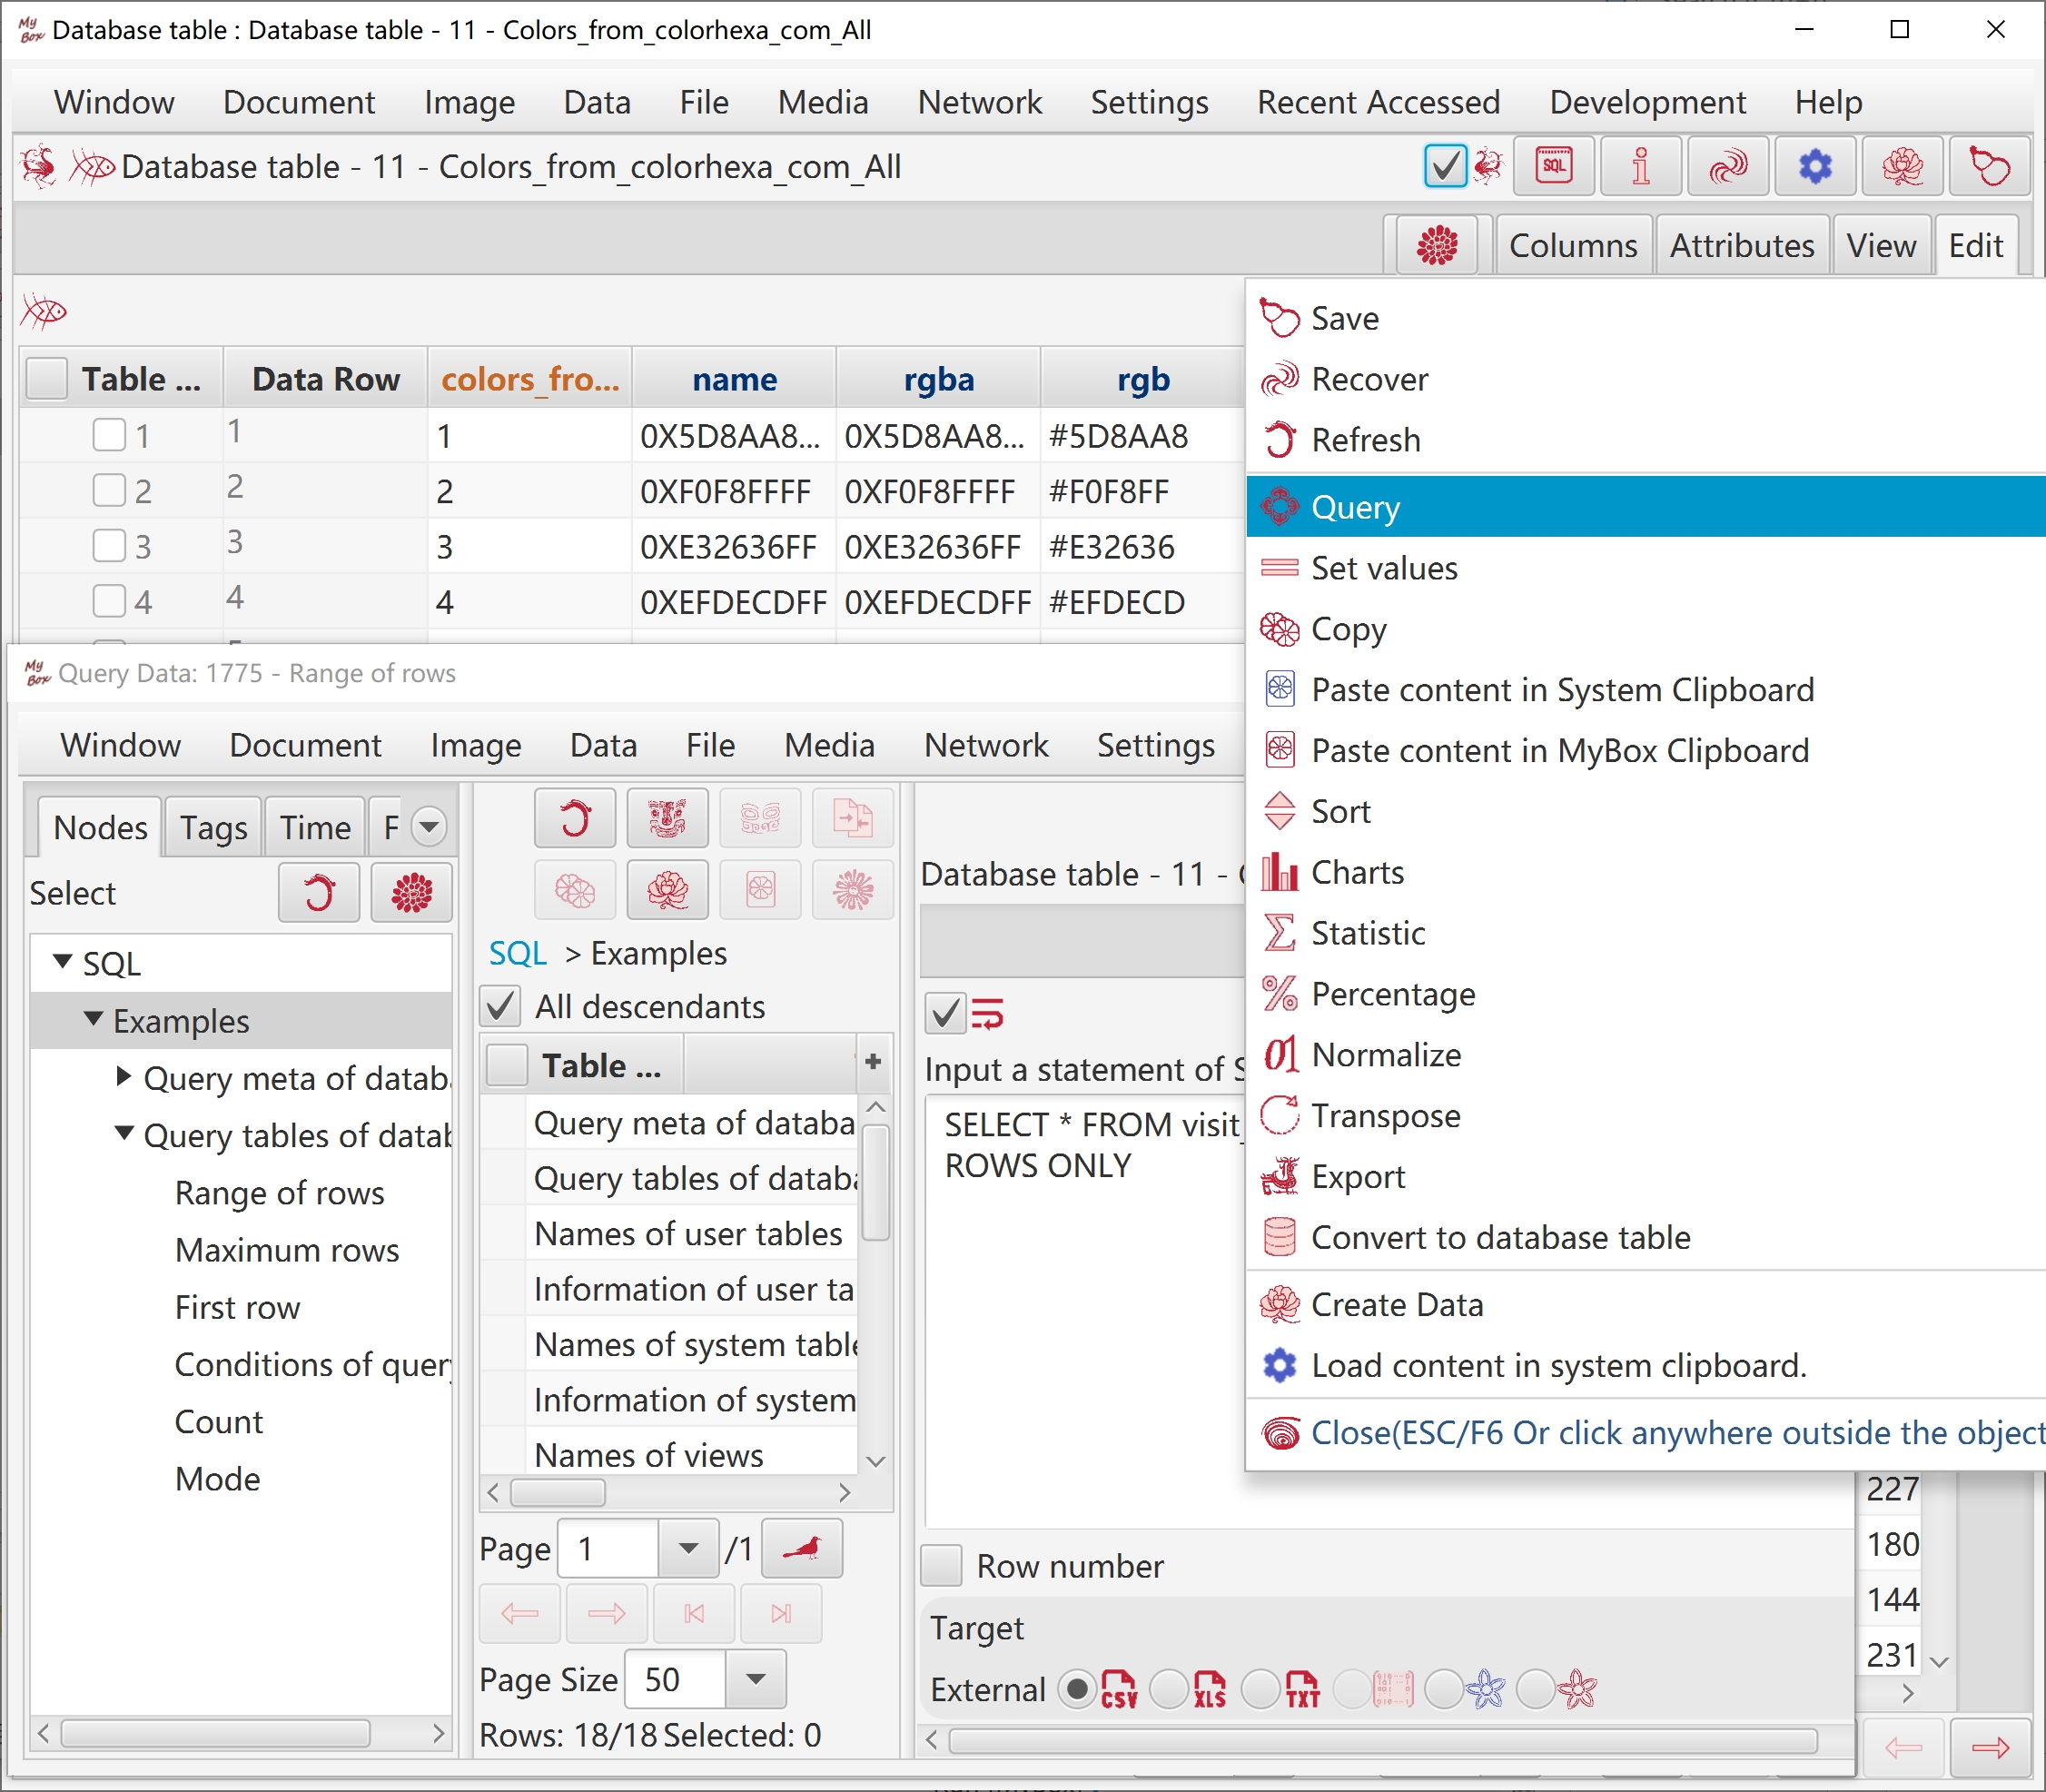 My Box Database table : Database table - 11 - Colors_from_colorhexa_com_All
Window Document Image Data File Media Network Settings Recent Accessed Development Help
Database table - 11 - Colors_from_colorhexa_com_All SQL
Columns Attributes View Edit
Table ... Data Row colors_fro... name rgba rgb
1 1 1 0X5D8AA8... 0X5D8AA8... #5D8AA8
2 2 2 0XF0F8FFFF 0XF0F8FFFF #F0F8FF
3 3 3 0XE32636FF 0XE32636FF #E32636
4 4 4 0XEFDECDFF 0XEFDECDFF #EFDECD
Save
Recover
Refresh
Query
Set values
Copy
Paste content in System Clipboard
Paste content in MyBox Clipboard
Sort
Charts
Statistic
Percentage
Normalize
Transpose
Export
Convert to database table
Create Data
Load content in system clipboard.
Close(ESC/F6 Or click anywhere outside the object
My Box Query Data: 1775 - Range of rows
Window Document Image Data File Media Network Settings
Nodes Tags Time F
Select
SQL
Examples
Query meta of datab
Query tables of datab
Range of rows
Maximum rows
First row
Conditions of query
Count
Mode
SQL > Examples
All descendants
Table ... +
Query meta of databa
Query tables of databa
Names of user tables
Information of user ta
Names of system table
Information of system
Names of views
Page 1 /1
Page Size 50
Rows: 18/18 Selected: 0
Database table - 11 -
Input a statement of S
SELECT * FROM visit_
ROWS ONLY
Row number
Target
External CSV XLS TXT
227
180
144
231